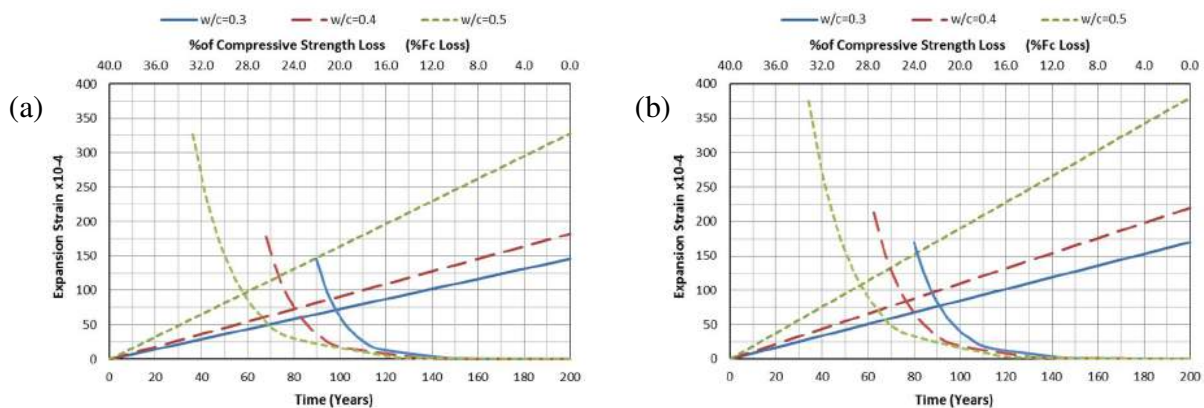 (a)
w/c=0.3 w/c=0.4 w/c=0.5
%of Compressive Strength Loss (%Fc Loss)
40.0 36.0 32.0 28.0 24.0 20.0 16.0 12.0 8.0 4.0 0.0
Expansion Strain x10-4
400
350
300
250
200
150
100
50
0
0 20 40 60 80 100 120 140 160 180 200
Time (Years)
(b)
w/c=0.3 w/c=0.4 w/c=0.5
%of Compressive Strength Loss (%Fc Loss)
40.0 36.0 32.0 28.0 24.0 20.0 16.0 12.0 8.0 4.0 0.0
Expansion Strain x10-4
400
350
300
250
200
150
100
50
0
0 20 40 60 80 100 120 140 160 180 200
Time (Years)